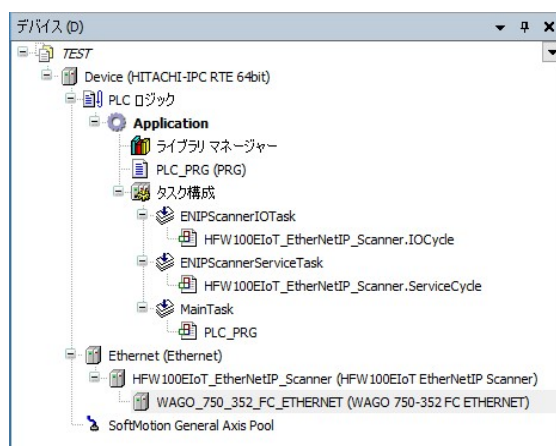 デバイス (D)
TEST
Device (HITACHI-IPC RTE 64bit)
PLC ロジック
Application
ライブラリ マネージャー
PLC_PRG (PRG)
タスク構成
ENIPScannerIOTask
HFW100EIoT_EtherNetIP_Scanner.IOCycle
ENIPScannerServiceTask
HFW100EIoT_EtherNetIP_Scanner.ServiceCycle
MainTask
PLC_PRG
Ethernet (Ethernet)
HFW100EIoT_EtherNetIP_Scanner (HFW100EIoT EtherNet Scanner)
WAGO_750_352_FC_ETHERNET (WAGO 750-352 FC ETHERNET)
SoftMotion General Axis Pool